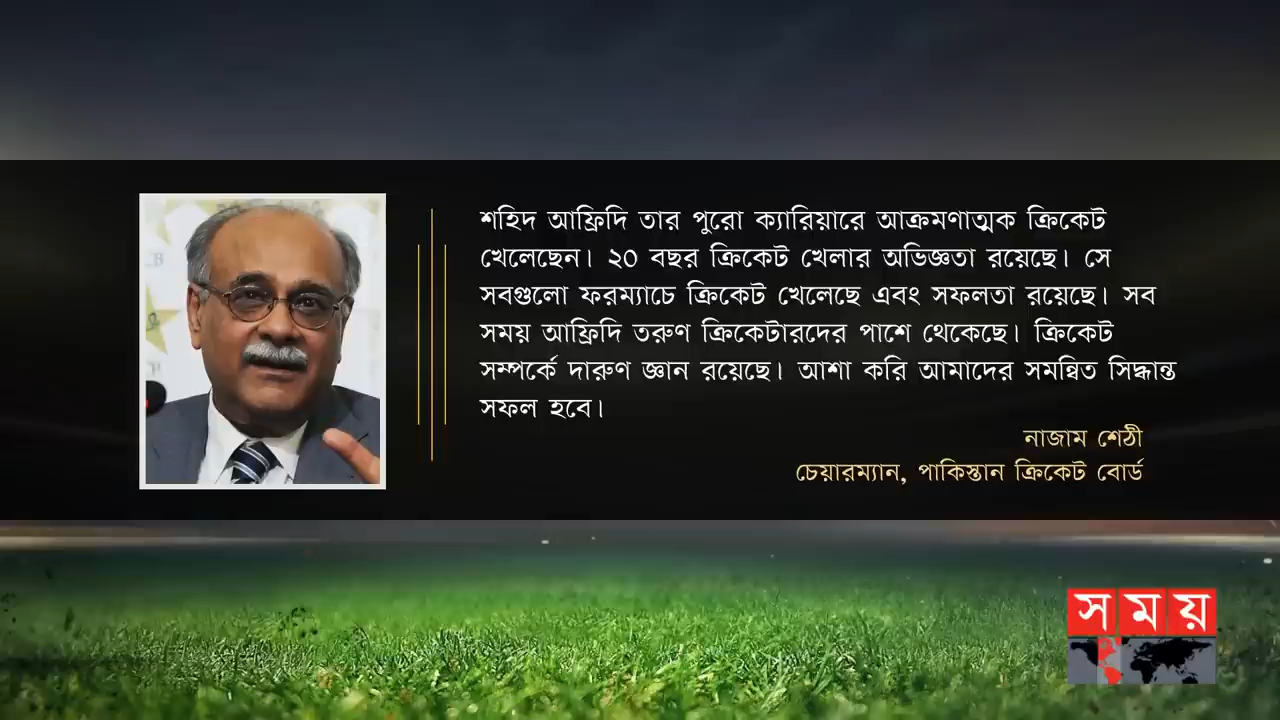 শহিদ আফ্রিদি তার পুরো ক্যারিয়ারে আক্রমণাত্মক ক্রিকেট
খেলেছেন। ২০ বছর ক্রিকেট খেলার অভিজ্ঞতা রয়েছে। সে
সবগুলো ফরম্যাচে ক্রিকেট খেলেছে এবং সফলতা রয়েছে। সব
সময় আফ্রিদি তরুণ ক্রিকেটারদের পাশে থেকেছে। ক্রিকেট
সম্পর্কে দারুণ জ্ঞান রয়েছে। আশা করি আমাদের সমন্বিত সিদ্ধান্ত
সফল হবে।
নাজাম শেঠী
চেয়ারম্যান, পাকিস্তান ক্রিকেট বোর্ড
সময়